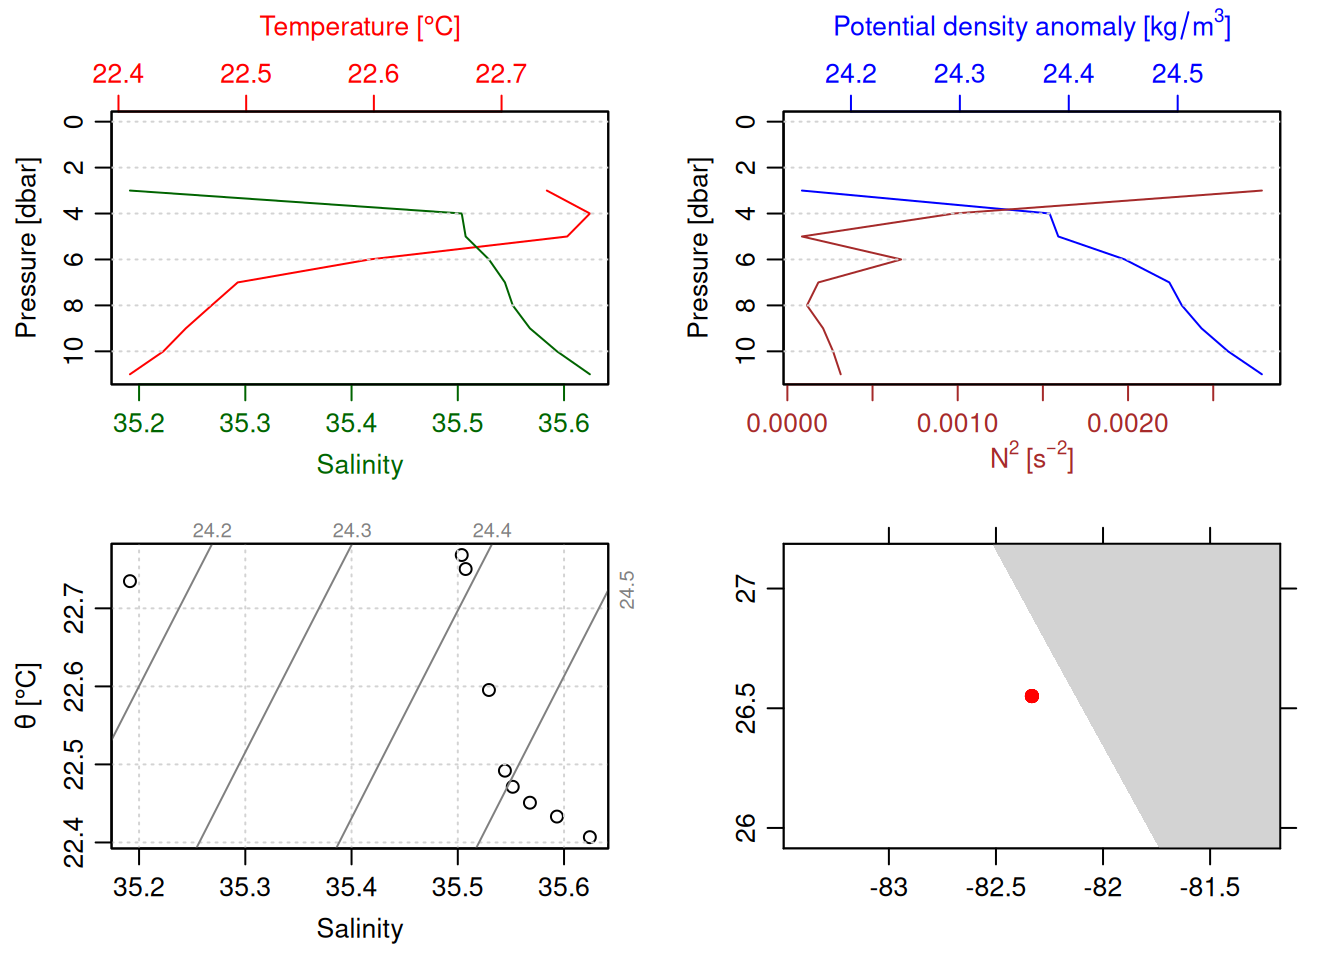 Temperature [°C]
22.4 22.5 22.6 22.7
Pressure [dbar]
0 2 4 6 8 10
35.2 35.3 35.4 35.5 35.6
Salinity
Potential density anomaly [kg/m³]
24.2 24.3 24.4 24.5
Pressure [dbar]
0 2 4 6 8 10
0.0000 0.0010 0.0020
N² [s⁻²]
24.2 24.3 24.4
24.5
θ [°C]
22.7 22.6 22.5 22.4
35.2 35.3 35.4 35.5 35.6
Salinity
27 26.5 26
-83 -82.5 -82 -81.5